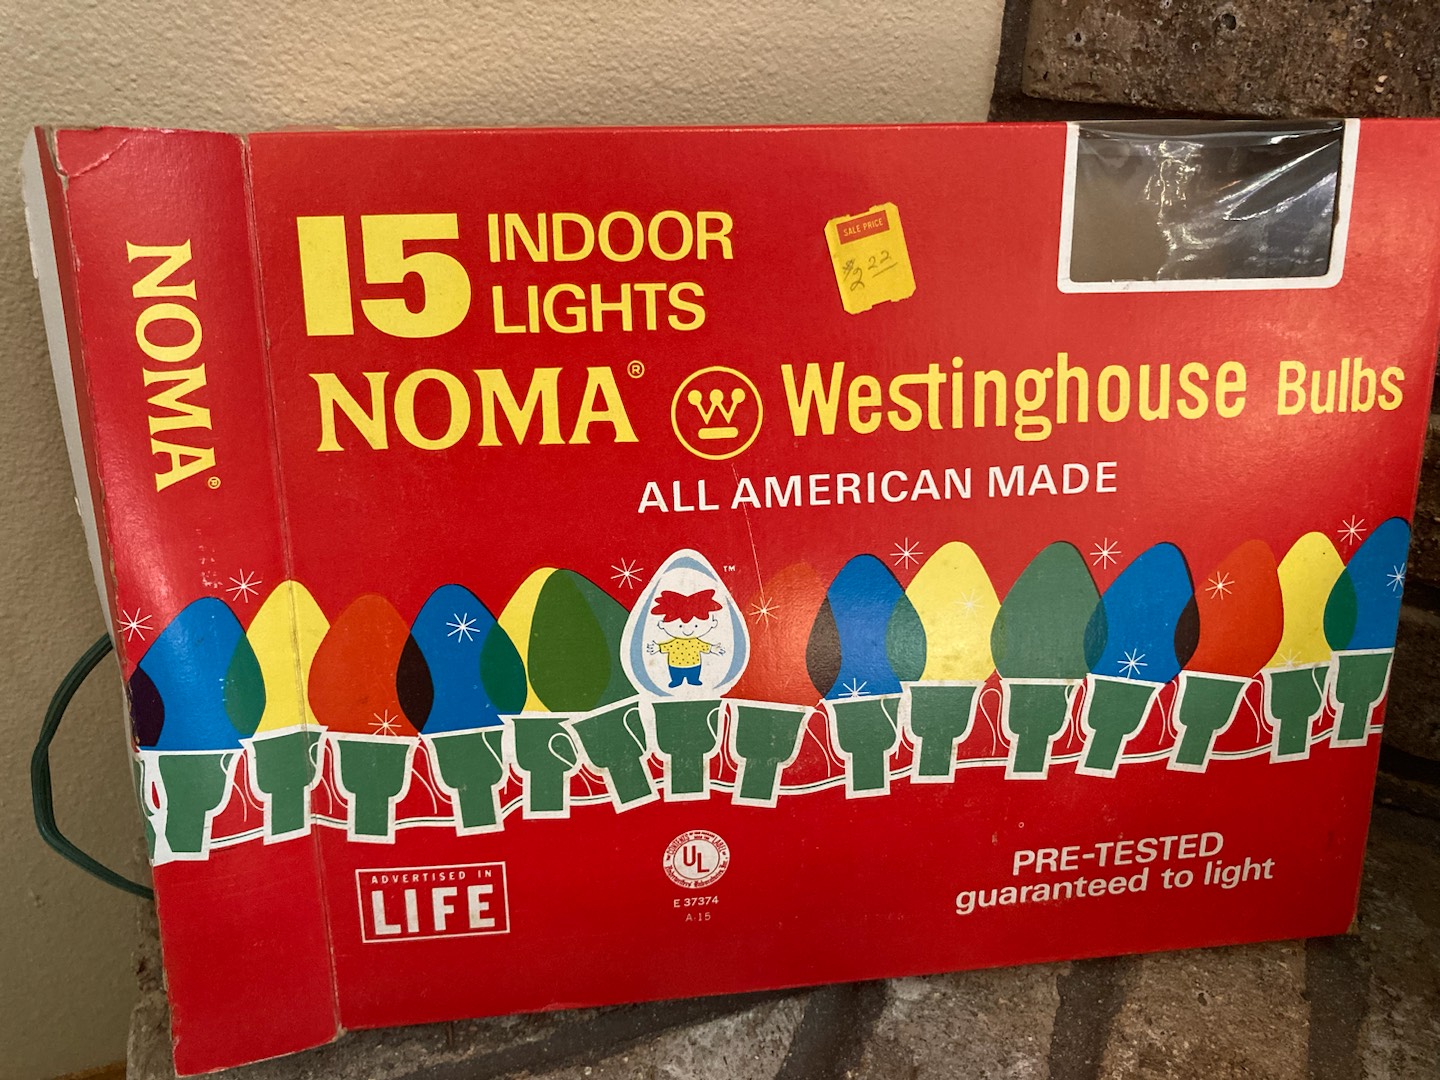 NOMA®
15 INDOOR
LIGHTS
SALE PRICE
$2.22
NOMA® W Westinghouse Bulbs
ALL AMERICAN MADE
TM
ADVERTISED IN
LIFE
UL
E 37374
A-15
PRE-TESTED
guaranteed to light